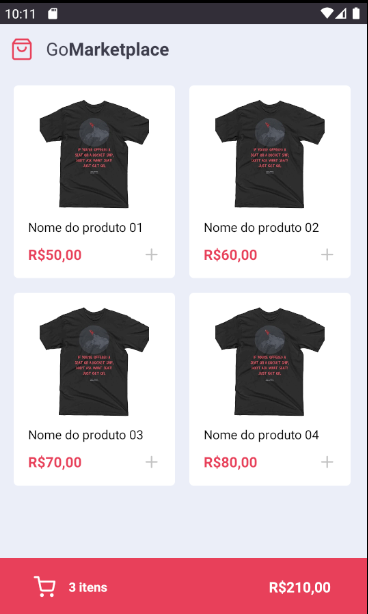 10:11
GoMarketplace
Nome do produto 01
Nome do produto 02
R$50,00
R$60,00
Nome do produto 03
Nome do produto 04
R$70,00
R$80,00
3 itens
R$210,00